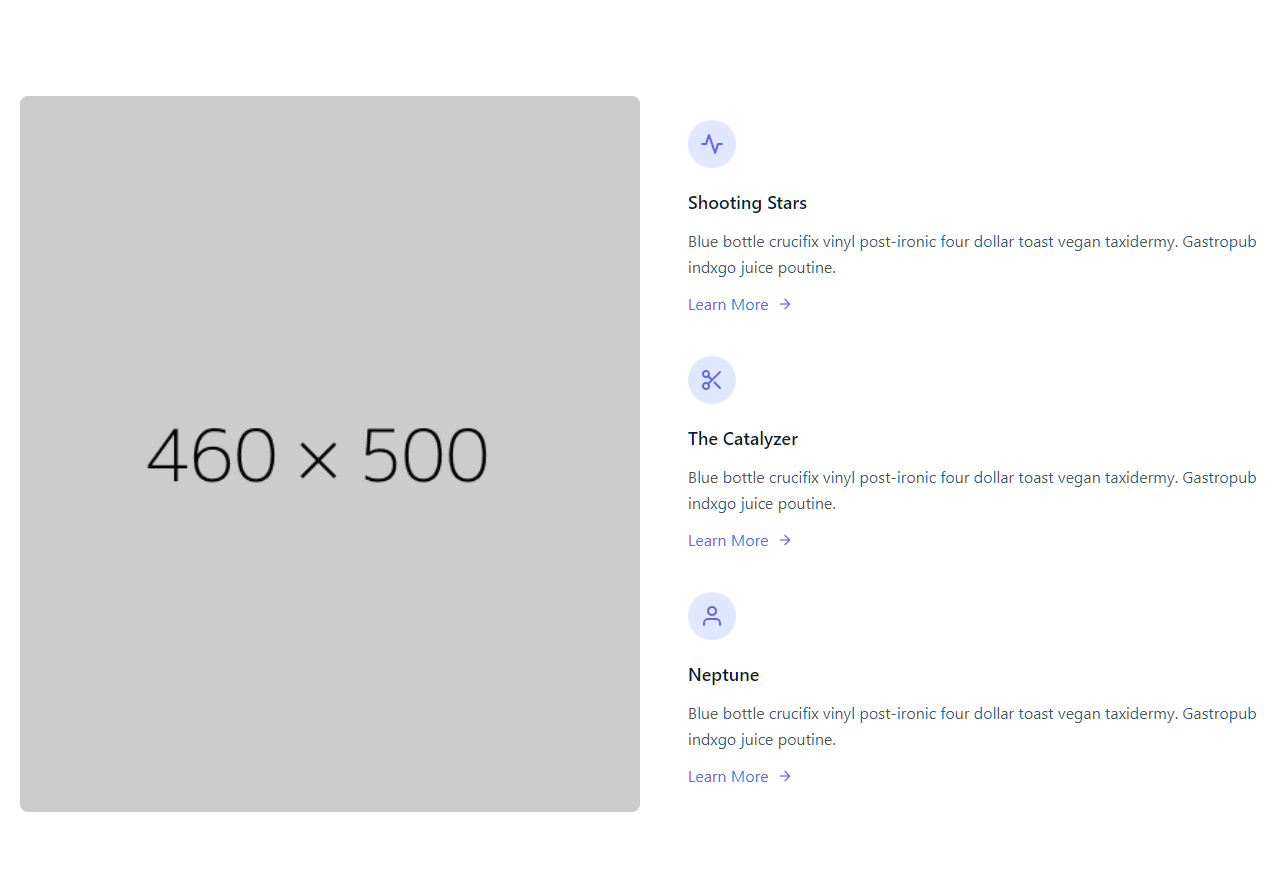 460 × 500
Shooting Stars
Blue bottle crucifix vinyl post-ironic four dollar toast vegan taxidermy. Gastropub
indxgo juice poutine.
Learn More
The Catalyzer
Blue bottle crucifix vinyl post-ironic four dollar toast vegan taxidermy. Gastropub
indxgo juice poutine.
Learn More
Neptune
Blue bottle crucifix vinyl post-ironic four dollar toast vegan taxidermy. Gastropub
indxgo juice poutine.
Learn More